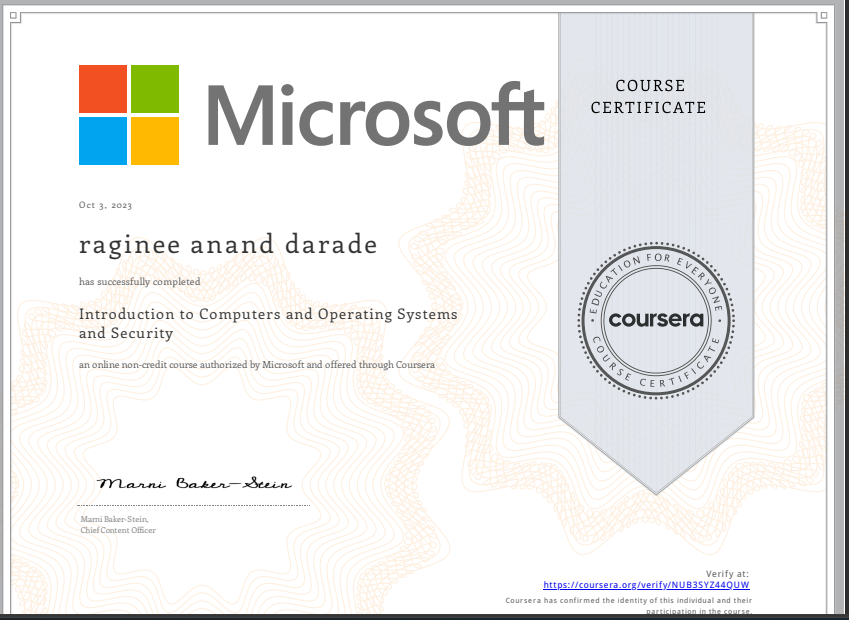 Microsoft
COURSE
CERTIFICATE
Oct 3, 2023
raginee anand darade
has successfully completed
Introduction to Computers and Operating Systems
and Security
an online non-credit course authorized by Microsoft and offered through Coursera
EDUCATION FOR EVERYONE
coursera
COURSE CERTIFICATE
Marni Baker-Stein
Marni Baker-Stein,
Chief Content Officer
Verify at:
https://coursera.org/verify/NUB3SYZ44QUW
Coursera has confirmed the identity of this individual and their
participation in the course.